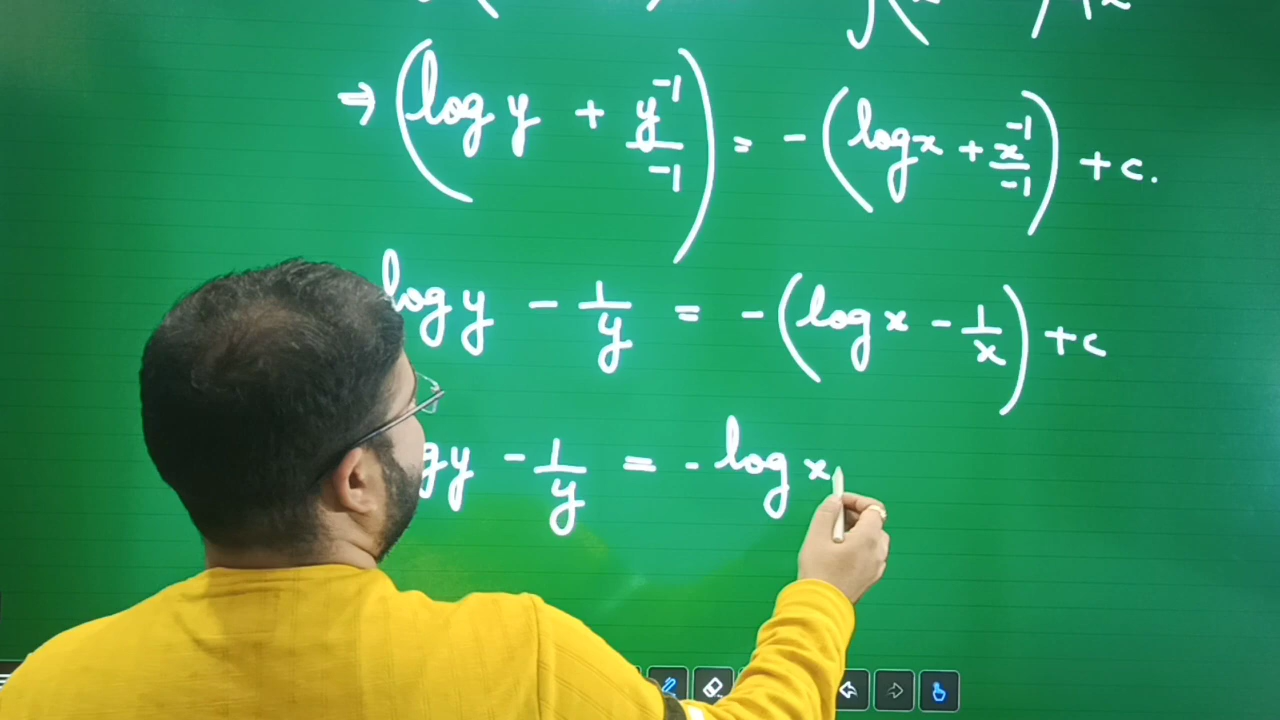 ⇒ (log y + y⁻¹/-1) = - (log x + x⁻¹/-1) + c.
log y - 1/y = - (log x - 1/x) + c
gy - 1/y = - log x